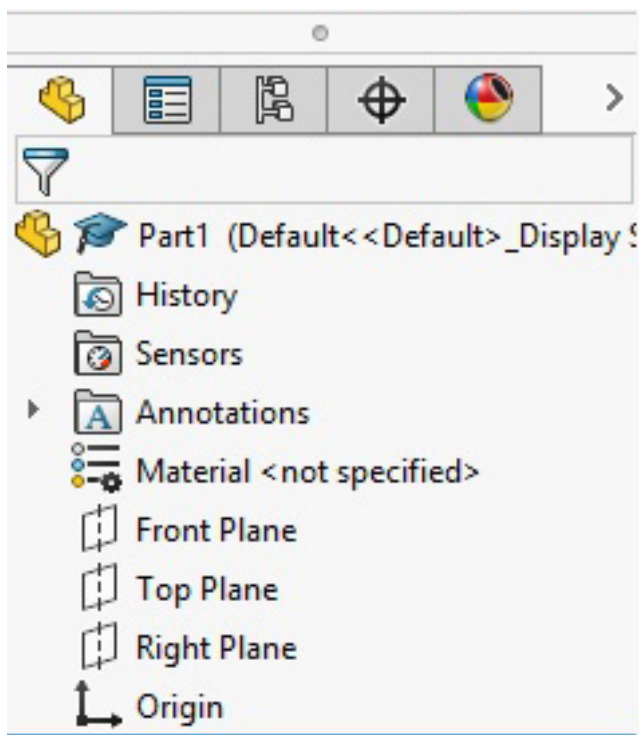 Part1 (Default<<Default>_Display S
History
Sensors
A Annotations
Material <not specified>
Front Plane
Top Plane
Right Plane
Origin